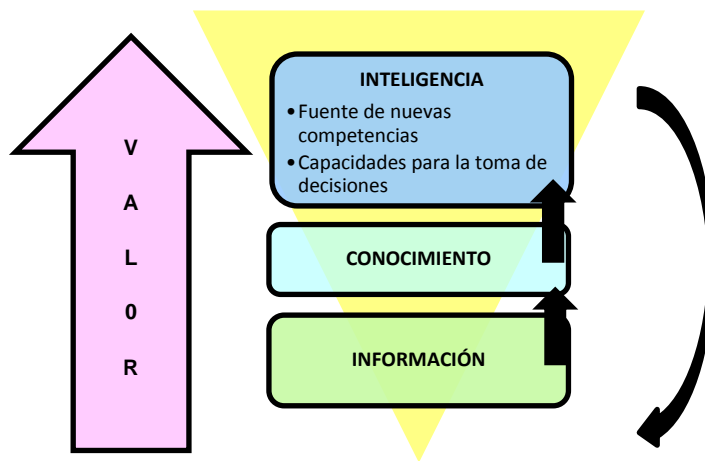 INTELIGENCIA
•Fuente de nuevas
competencias
•Capacidades para la toma de
decisiones
CONOCIMIENTO
INFORMACIÓN
V
A
L
0
R